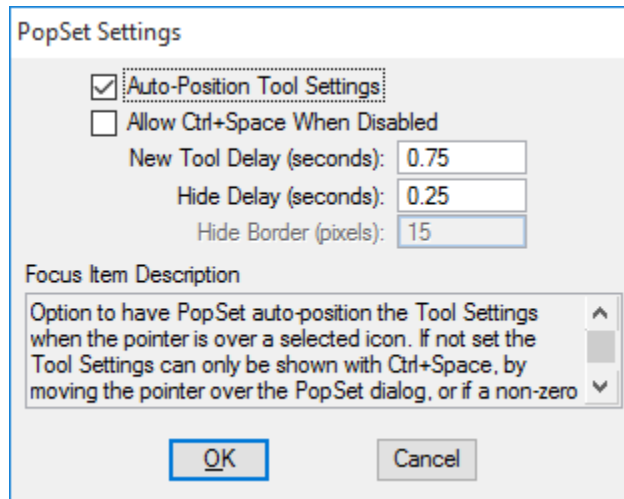 PopSet Settings
Auto-Position Tool Settings
Allow Ctrl+Space When Disabled
New Tool Delay (seconds): 0.75
Hide Delay (seconds): 0.25
Hide Border (pixels): 15
Focus Item Description
Option to have PopSet auto-position the Tool Settings
when the pointer is over a selected icon. If not set the
Tool Settings can only be shown with Ctrl+Space, by
moving the pointer over the PopSet dialog, or if a non-zero
OK Cancel